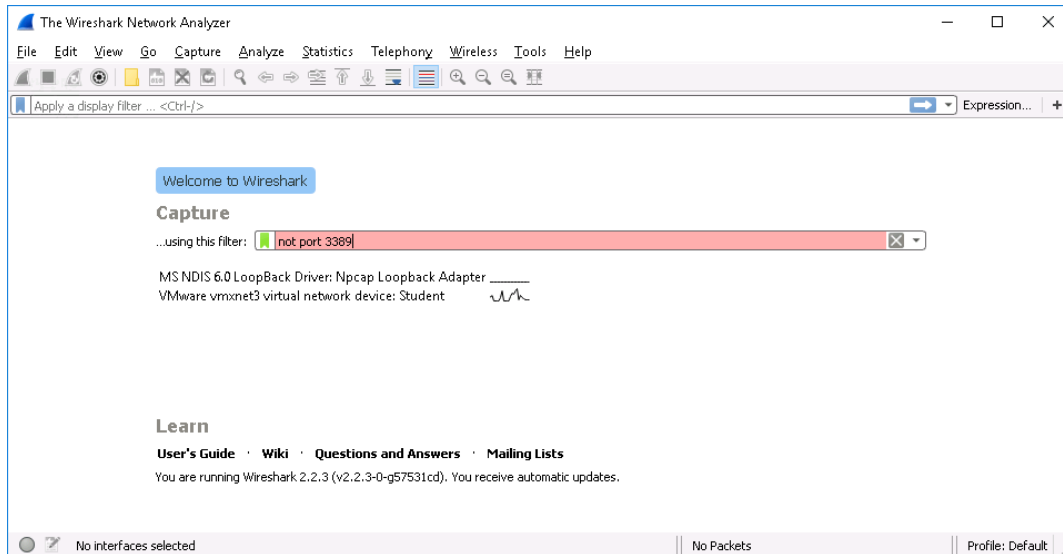 The Wireshark Network Analyzer
File Edit View Go Capture Analyze Statistics Telephony Wireless Tools Help
Apply a display filter ... <Ctrl-/> Expression... +
Welcome to Wireshark
Capture
...using this filter: not port 3389
MS NDIS 6.0 LoopBack Driver: Npcap Loopback Adapter
VMware vmxnet3 virtual network device: Student
Learn
User's Guide · Wiki · Questions and Answers · Mailing Lists
You are running Wireshark 2.2.3 (v2.2.3-0-g57531cd). You receive automatic updates.
No interfaces selected No Packets Profile: Default